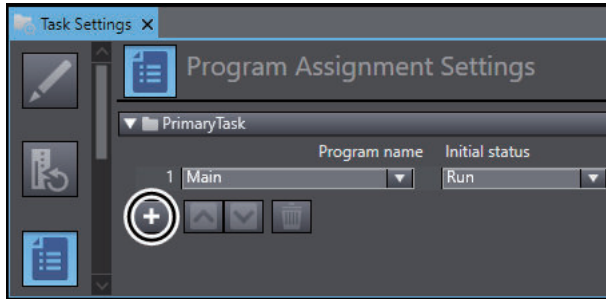 Task Settings
Program Assignment Settings
PrimaryTask
Program name Initial status
1 Main Run